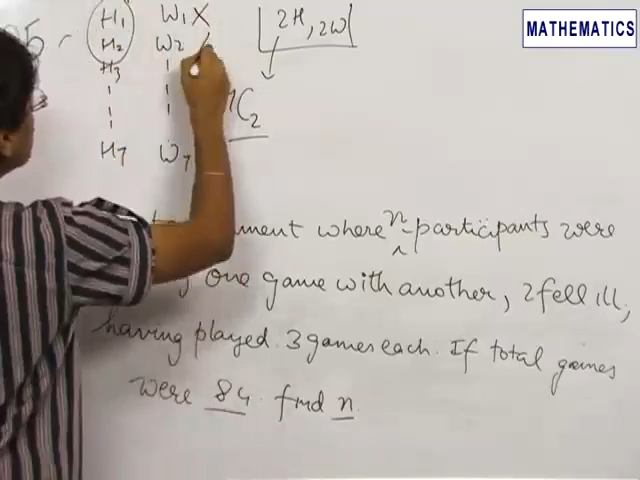 MATHEMATICS
H1 W1 X
2H, 2W
H2 W2
H3
C2
H7 W7
ment where n participants were
one game with another, 2 fell ill,
having played 3 games each. If total games
were 84. find n